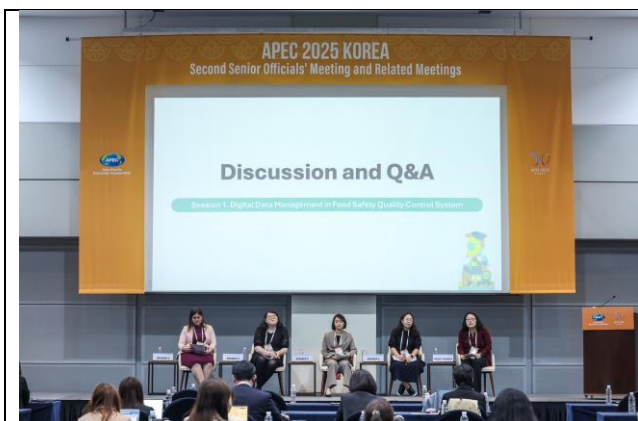 APEC 2025 KOREA
Second Senior Officials' Meeting and Related Meetings
Discussion and Q&A
Session 1. Digital Data Management in Food Safety Quality Control System
APEC